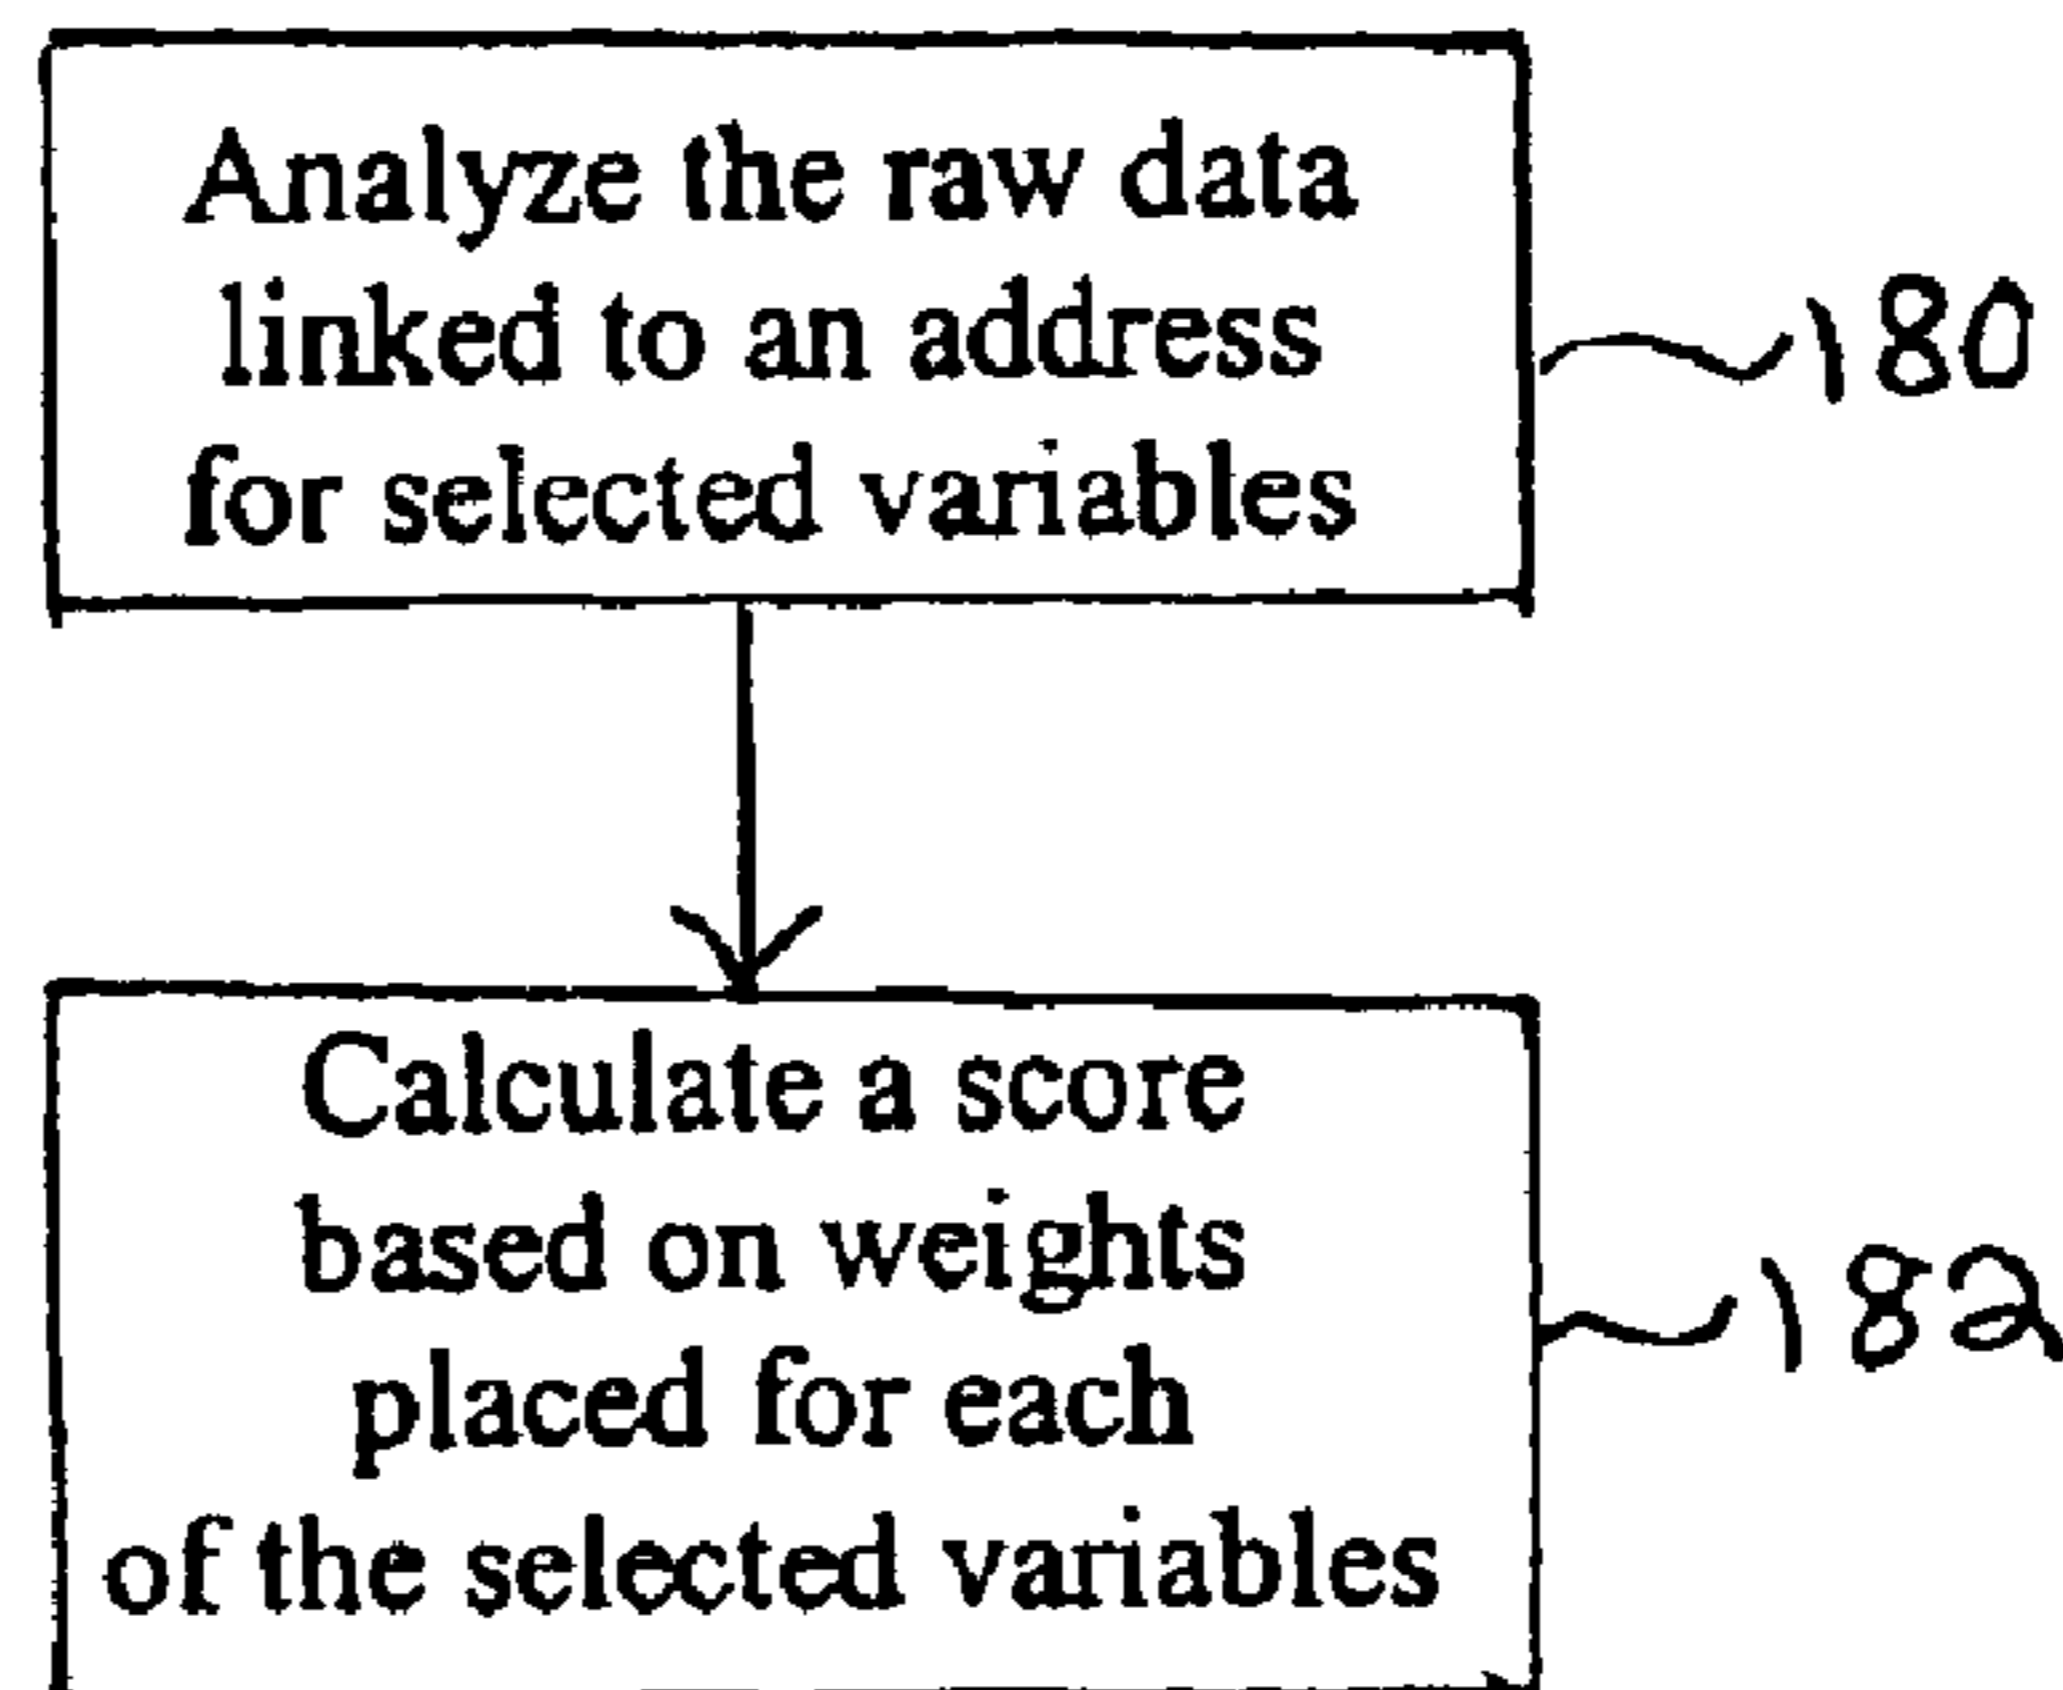 Analyze the raw data
linked to an address
for selected variables
180
Calculate a score
based on weights
placed for each
of the selected variables
182